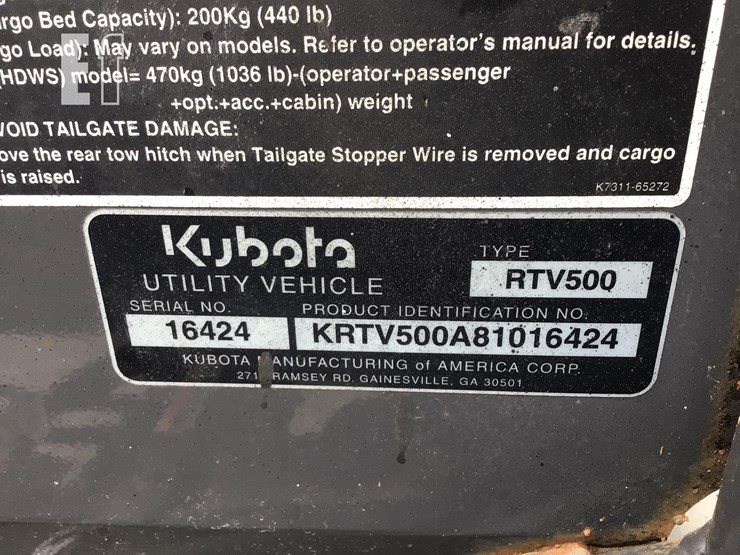 rgo Bed Capacity): 200Kg (440 lb)
go Load): May vary on models. Refer to operator's manual for details.
(HDWS) model= 470kg (1036 lb)-(operator+passenger
+opt.+acc.+cabin) weight
VOID TAILGATE DAMAGE:
ove the rear tow hitch when Tailgate Stopper Wire is removed and cargo
is raised.
K7311-65272
Kubota
UTILITY VEHICLE
TYPE
RTV500
SERIAL NO.
PRODUCT IDENTIFICATION NO.
16424
KRTV500A81016424
KUBOTA MANUFACTURING of AMERICA CORP.
271 RAMSEY RD. GAINESVILLE, GA 30501